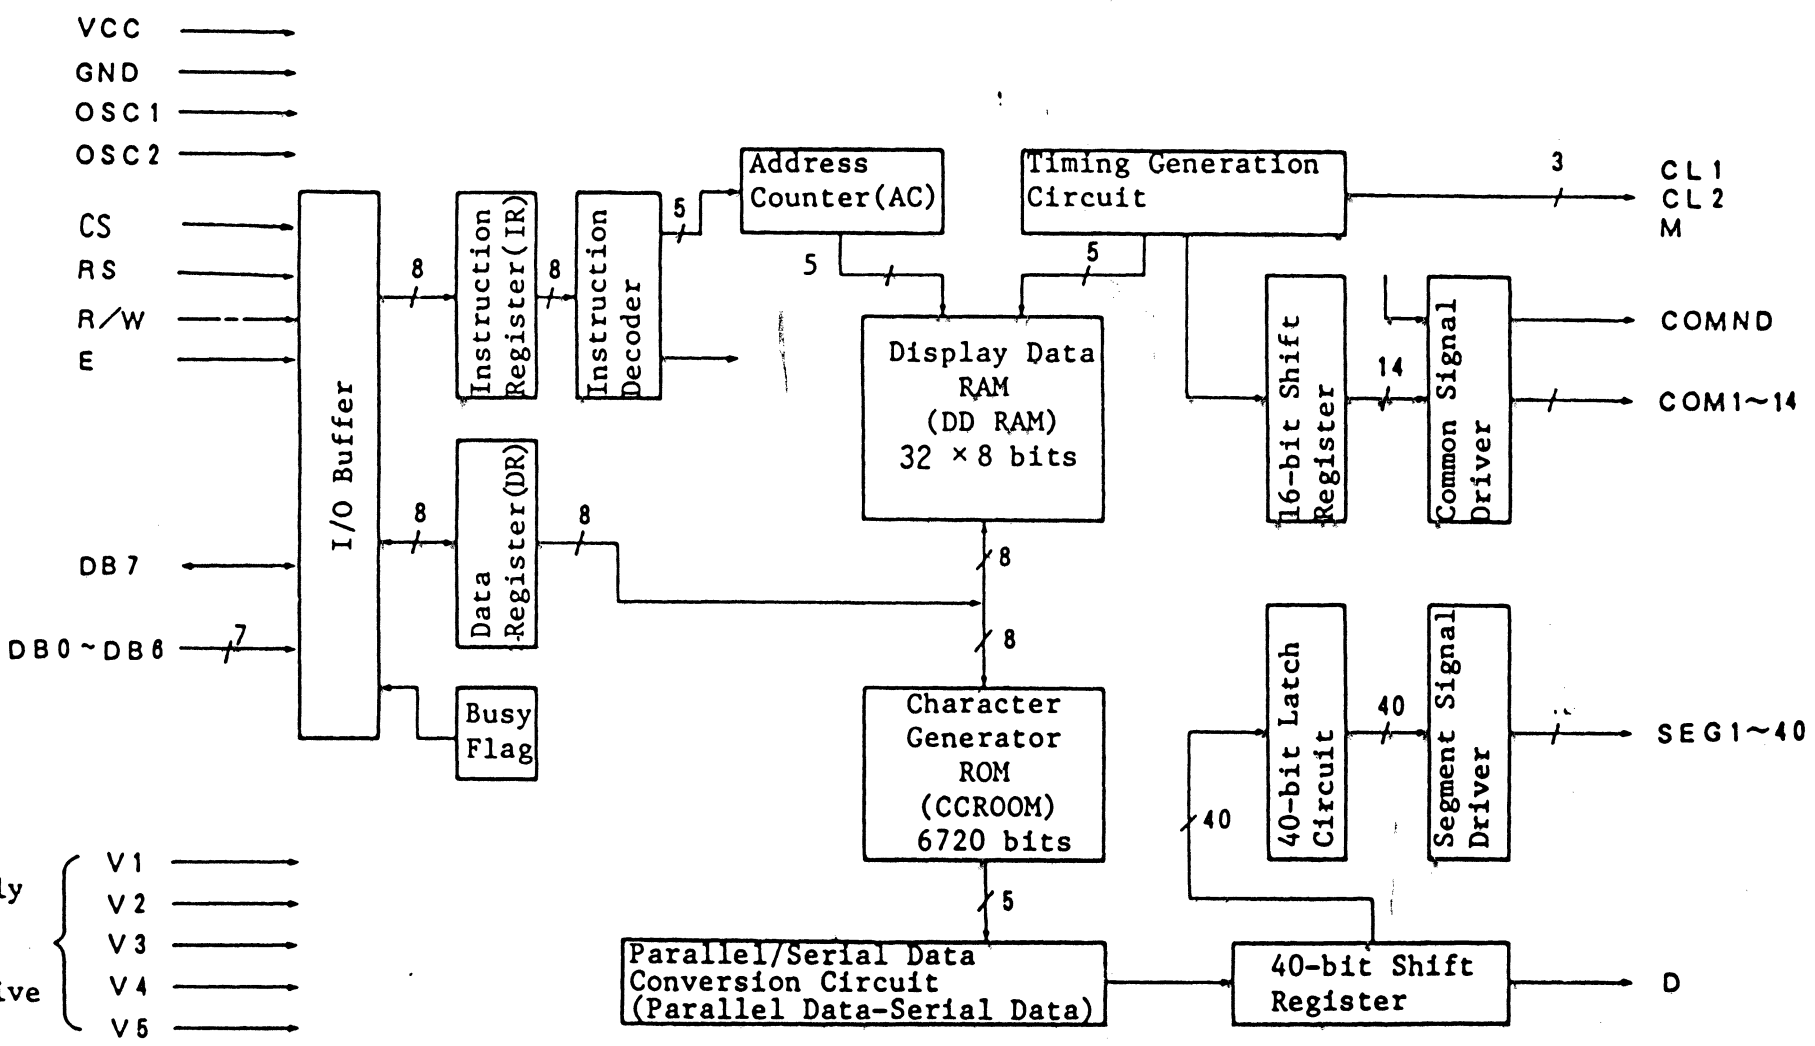 VCC
GND
OSC1
OSC2
CS
RS
R/W
E
DB7
DB0~DB6
7
ly
ive
V1
V2
V3
V4
V5
I/O Buffer
8
Instruction
Register(IR)
8
Instruction
Decoder
5
8
Data
Register(DR)
8
Busy
Flag
Address
Counter(AC)
5
Timing Generation
Circuit
5
3
CL1
CL2
M
Display Data
RAM
(DD RAM)
32 × 8 bits
8
8
Character
Generator
ROM
(CCROOM)
6720 bits
5
Parallel/Serial Data
Conversion Circuit
(Parallel Data-Serial Data)
16-bit Shift
Register
14
Common Signal
Driver
COMND
COM1~14
40-bit Latch
Circuit
40
Segment Signal
Driver
SEG1~40
40
40-bit Shift
Register
D